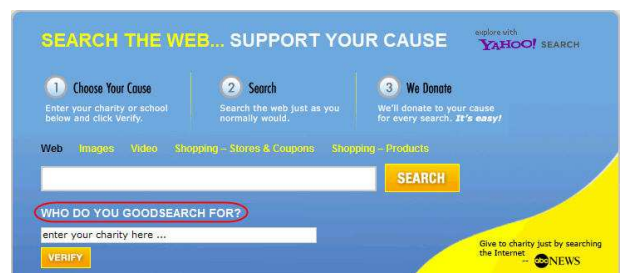 SEARCH THE WEB... SUPPORT YOUR CAUSE
explore with
YAHOO! SEARCH
1 Choose Your Cause
Enter your charity or school
below and click Verify.
2 Search
Search the web just as you
normally would.
3 We Donate
We'll donate to your cause
for every search. It's easy!
Web Images Video Shopping – Stores & Coupons Shopping – Products
SEARCH
WHO DO YOU GOODSEARCH FOR?
enter your charity here ...
VERIFY
Give to charity just by searching
the Internet
-- abc NEWS